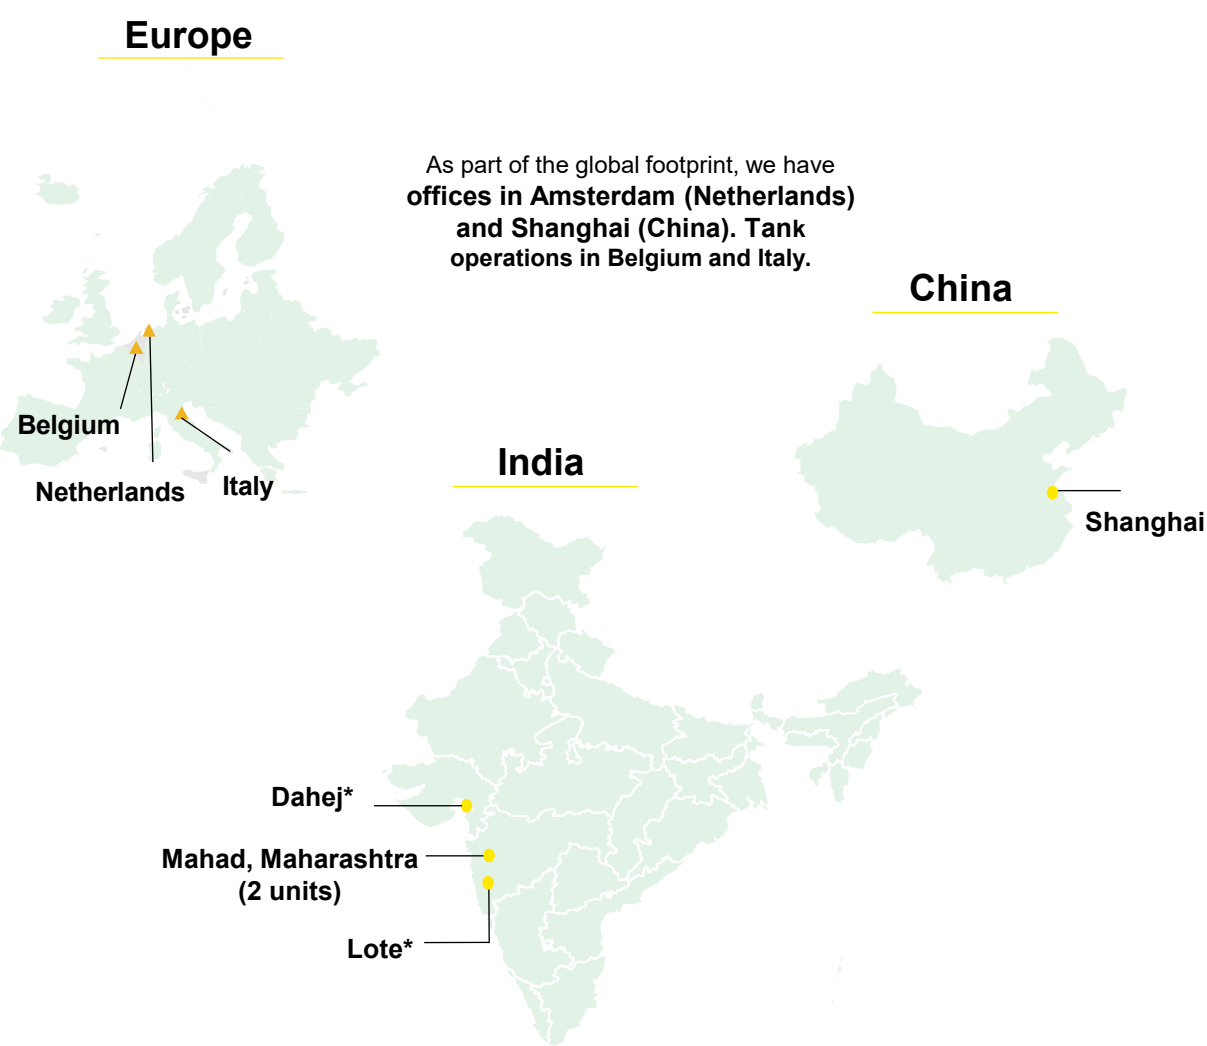 Europe
As part of the global footprint, we have
offices in Amsterdam (Netherlands)
and Shanghai (China). Tank
operations in Belgium and Italy.
China
Belgium
Netherlands
Italy
India
Shanghai
Dahej*
Mahad, Maharashtra
(2 units)
Lote*